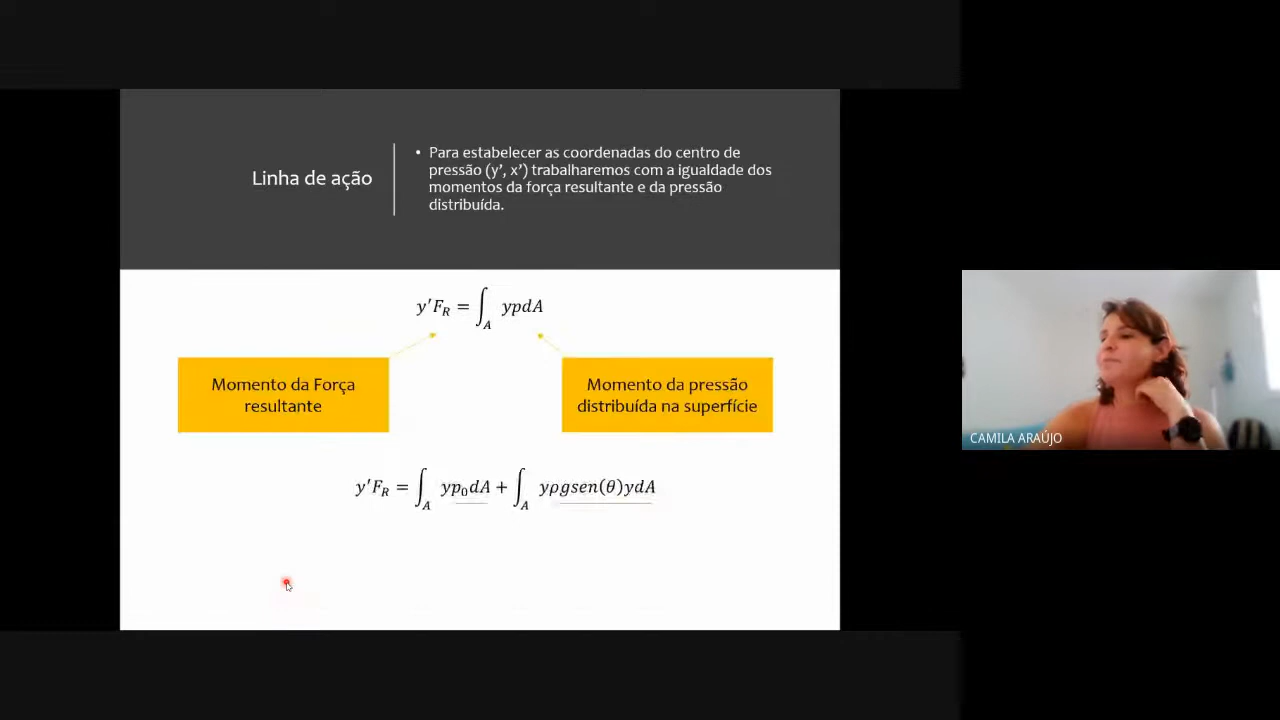 Linha de ação
• Para estabelecer as coordenadas do centro de
pressão (y', x') trabalharemos com a igualdade dos
momentos da força resultante e da pressão
distribuída.
y'F_R = ∫_A ypdA
Momento da Força
resultante
Momento da pressão
distribuída na superfície
y'F_R = ∫_A yp₀dA + ∫_A yρgsen(θ)ydA
CAMILA ARAÚJO